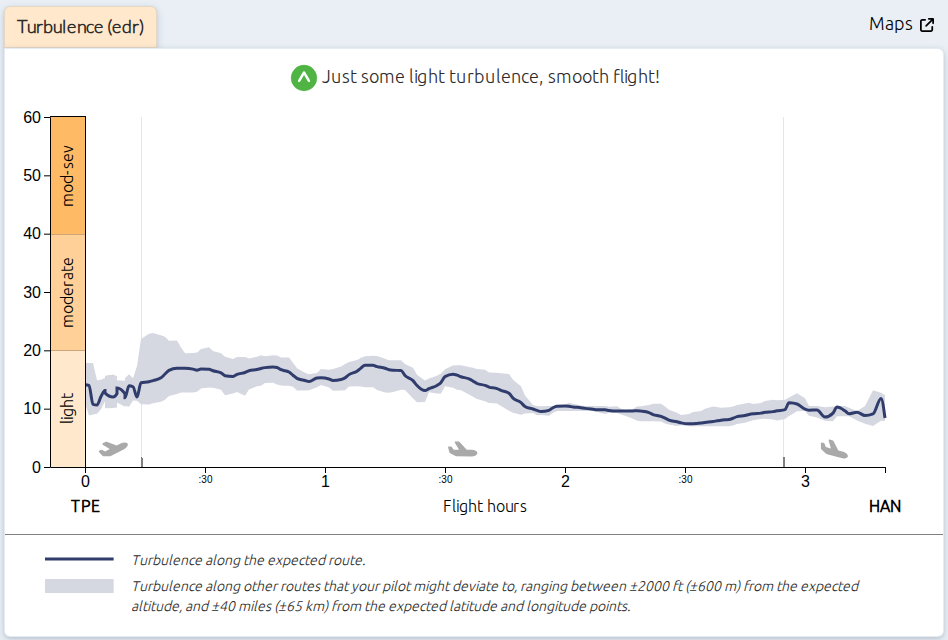 Turbulence (edr)
Maps
Just some light turbulence, smooth flight!
60
50
40
30
20
10
0
mod-sev
moderate
light
0 :30 1 :30 2 :30 3
TPE Flight hours HAN
Turbulence along the expected route.
Turbulence along other routes that your pilot might deviate to, ranging between ±2000 ft (±600 m) from the expected
altitude, and ±40 miles (±65 km) from the expected latitude and longitude points.